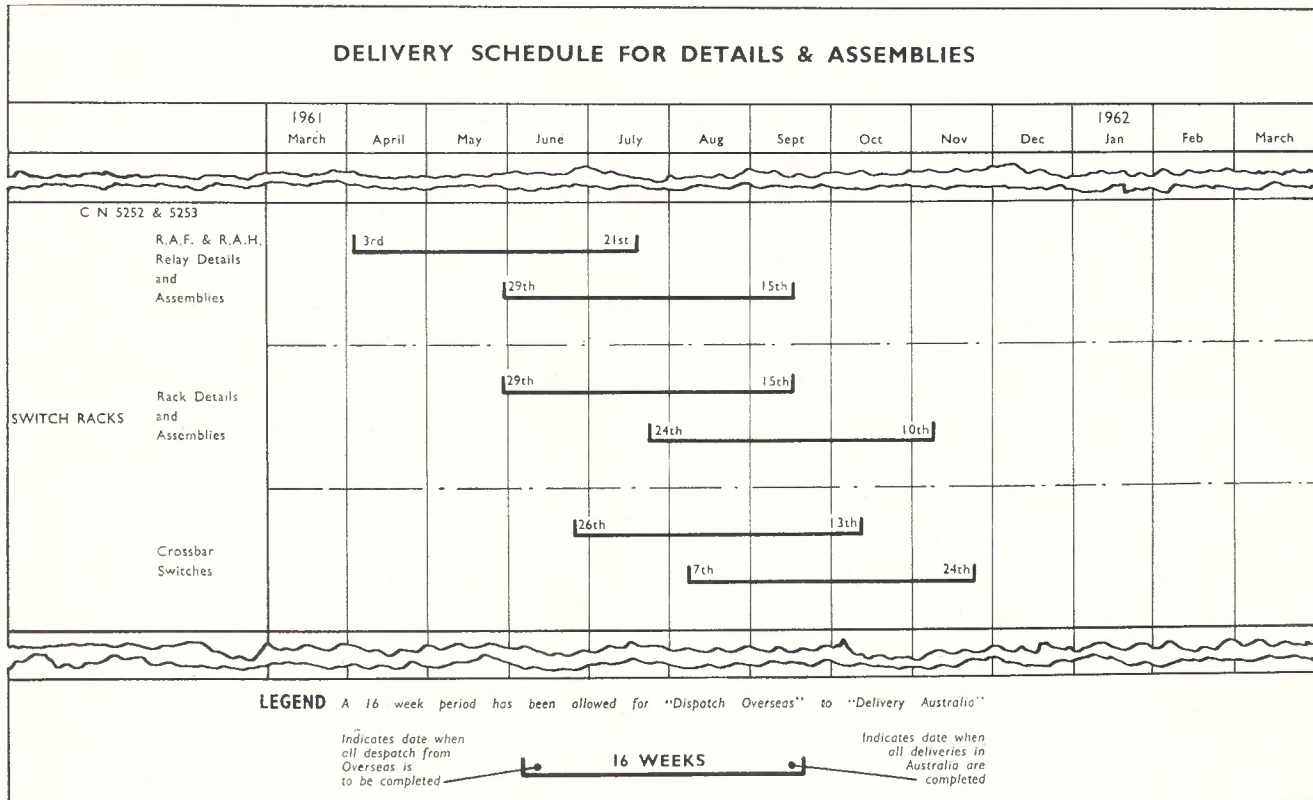 DELIVERY SCHEDULE FOR DETAILS & ASSEMBLIES
1961
March April May June July Aug Sept Oct Nov Dec
1962
Jan Feb March
C N 5252 & 5253
SWITCH RACKS
R.A.F. & R.A.H.
Relay Details
and
Assemblies
3rd 21st
29th 15th
Rack Details
and
Assemblies
29th 15th
24th 10th
Crossbar
Switches
26th 13th
7th 24th
LEGEND A 16 week period has been allowed for "Dispatch Overseas" to "Delivery Australia"
Indicates date when
all despatch from
Overseas is
to be completed
16 WEEKS
Indicates date when
all deliveries in
Australia are
completed